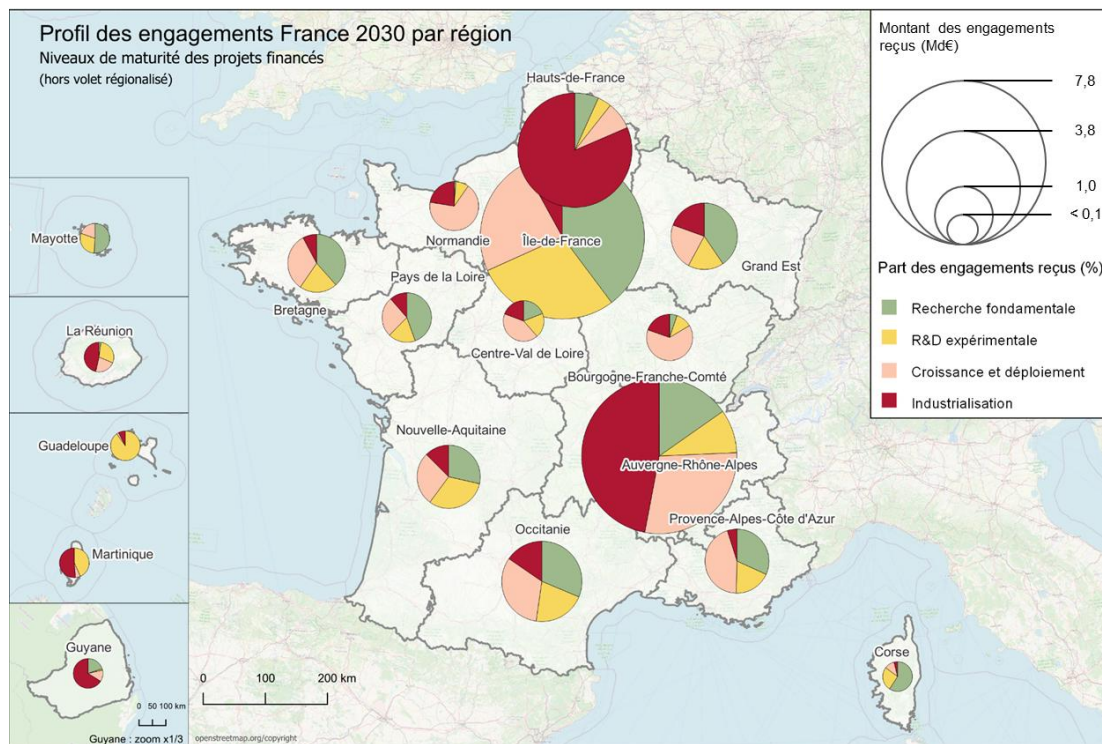 Profil des engagements France 2030 par région
Niveaux de maturité des projets financés
(hors volet régionalisé)
Montant des engagements
reçus (Md€)
7,8
3,8
1,0
< 0,1
Part des engagements reçus (%)
Recherche fondamentale
R&D expérimentale
Croissance et déploiement
Industrialisation
Hauts-de-France
Normandie
Île-de-France
Grand Est
Bretagne
Pays de la Loire
Centre-Val de Loire
Bourgogne-Franche-Comté
Nouvelle-Aquitaine
Auvergne-Rhône-Alpes
Occitanie
Provence-Alpes-Côte d'Azur
Corse
Mayotte
La Réunion
Guadeloupe
Martinique
Guyane
0 50 100 km
Guyane : zoom x1/3
0 100 200 km
openstreetmap.org/copyright